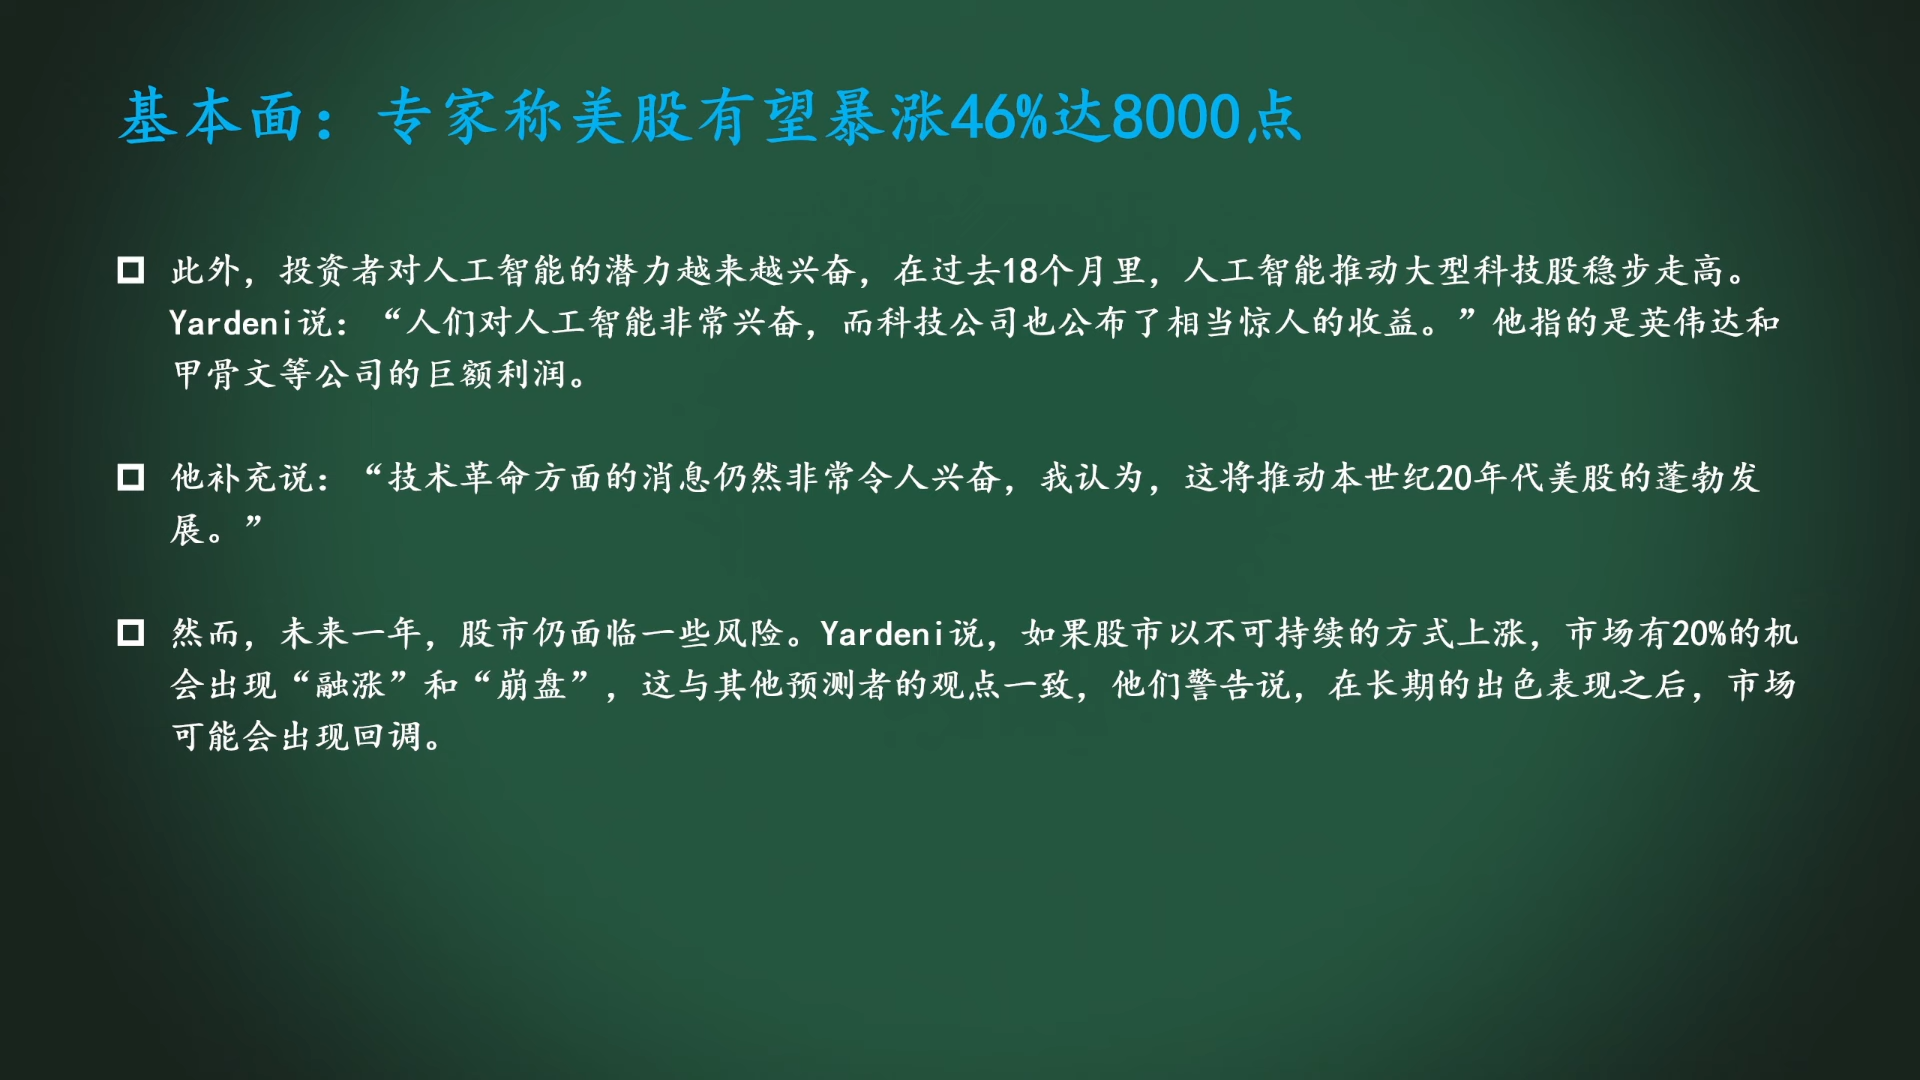 基本面：专家称美股有望暴涨46%达8000点
此外，投资者对人工智能的潜力越来越兴奋，在过去18个月里，人工智能推动大型科技股稳步走高。
Yardeni说：“人们对人工智能非常兴奋，而科技公司也公布了相当惊人的收益。”他指的是英伟达和
甲骨文等公司的巨额利润。
他补充说：“技术革命方面的消息仍然非常令人兴奋，我认为，这将推动本世纪20年代美股的蓬勃发
展。”
然而，未来一年，股市仍面临一些风险。Yardeni说，如果股市以不可持续的方式上涨，市场有20%的机
会出现“融涨”和“崩盘”，这与其他预测者的观点一致，他们警告说，在长期的出色表现之后，市场
可能会出现回调。